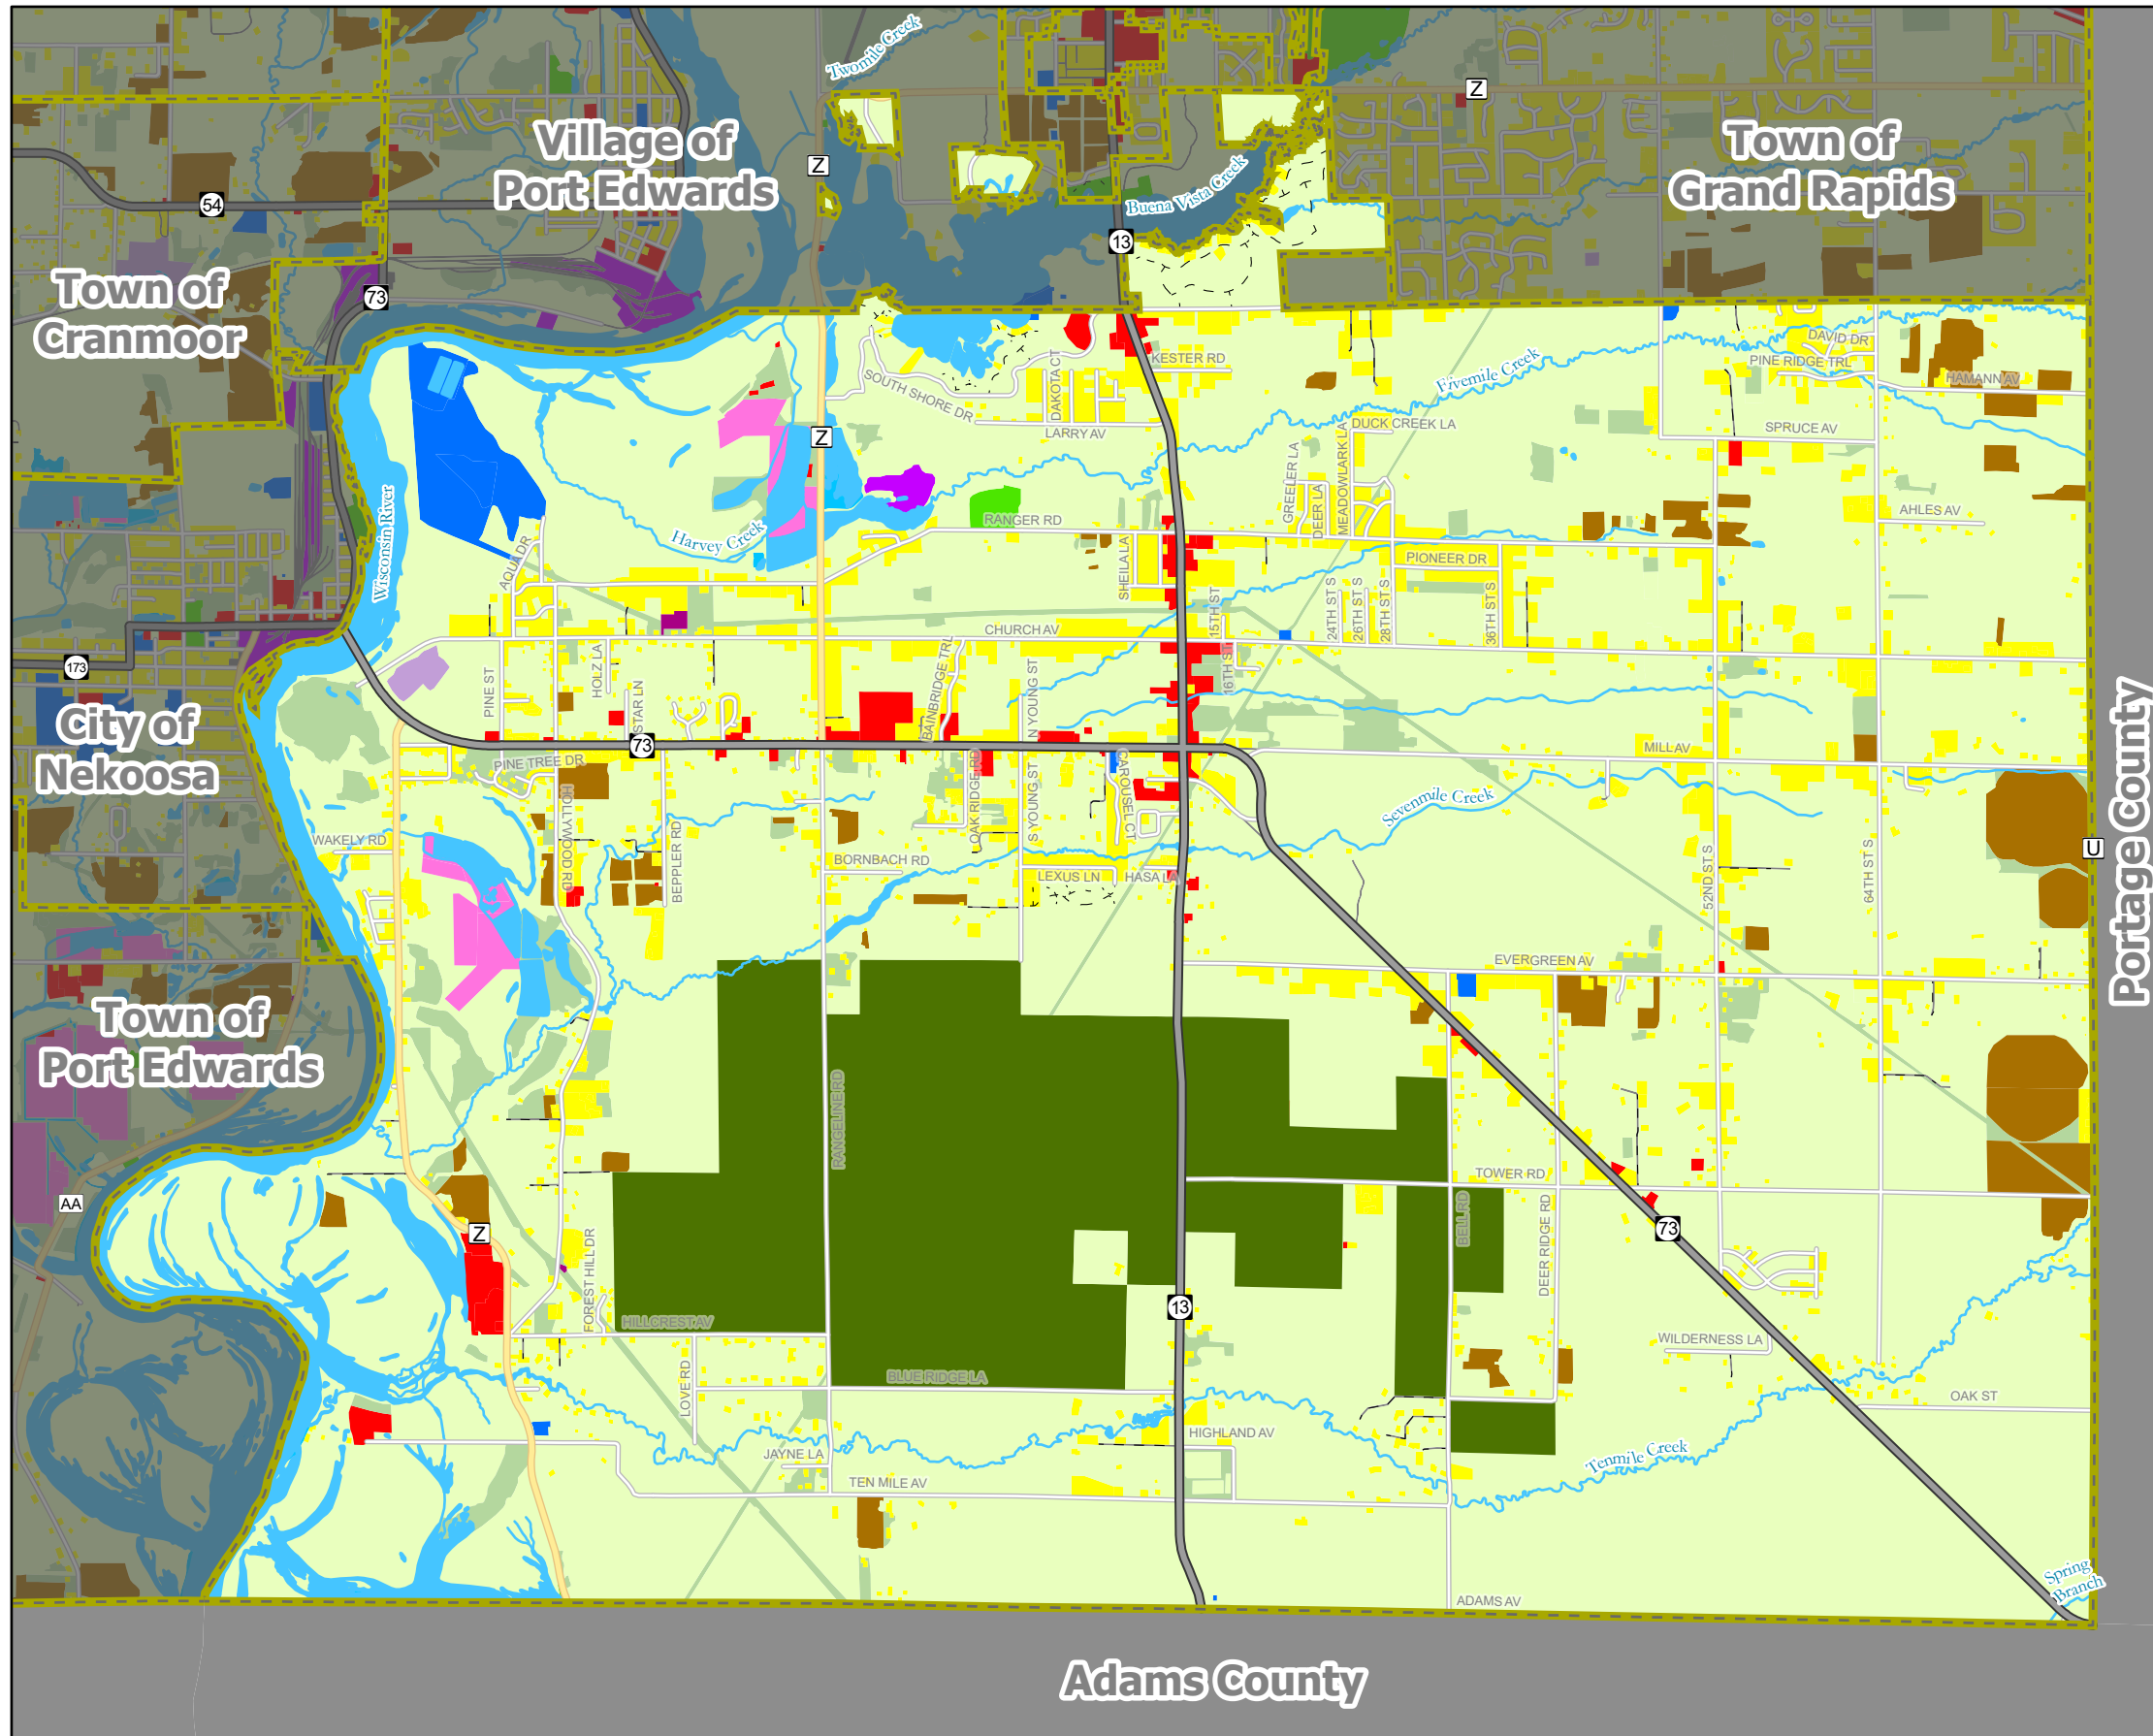 Twomile Creek
Z
Village of
Port Edwards
Z
Town of
Grand Rapids
54
Buena Vista Creek
13
Town of
Cranmoor
73
KESTER RD
DAVID DR
PINE RIDGE TRL
HAMANN AV
Fivemile Creek
SOUTH SHORE DR
DAKOTA CT
LARRY AV
DUCK CREEK LA
SPRUCE AV
Z
GREELER LA
DEER LA
MEADOWLARK LA
RANGER RD
AHLES AV
Wisconsin River
Harvey Creek
AQUA DR
SHEILA LA
PIONEER DR
15TH ST
24TH ST S
26TH ST S
28TH ST S
36TH ST S
CHURCH AV
173
PINE ST
HOLZ LA
STAR LN
BAINBRIDGE TRL
N YOUNG ST
16TH ST
City of
Nekoosa
73
MILL AV
PINE TREE DR
OAK RIDGE RD
S YOUNG ST
CAROUSEL CT
Sevenmile Creek
HOLLYWOOD RD
BEPPLER RD
WAKELY RD
BORNBACH RD
LEXUS LN
HASA LA
52ND ST S
64TH ST S
U
Portage County
EVERGREEN AV
Town of
Port Edwards
RANGELINE RD
TOWER RD
AA
Z
BELL RD
DEER RIDGE RD
73
FOREST HILL DR
13
HILLCREST AV
WILDERNESS LA
LOVE RD
BLUE RIDGE LA
OAK ST
HIGHLAND AV
JAYNE LA
Tenmile Creek
TEN MILE AV
Spring
Branch
ADAMS AV
Adams County